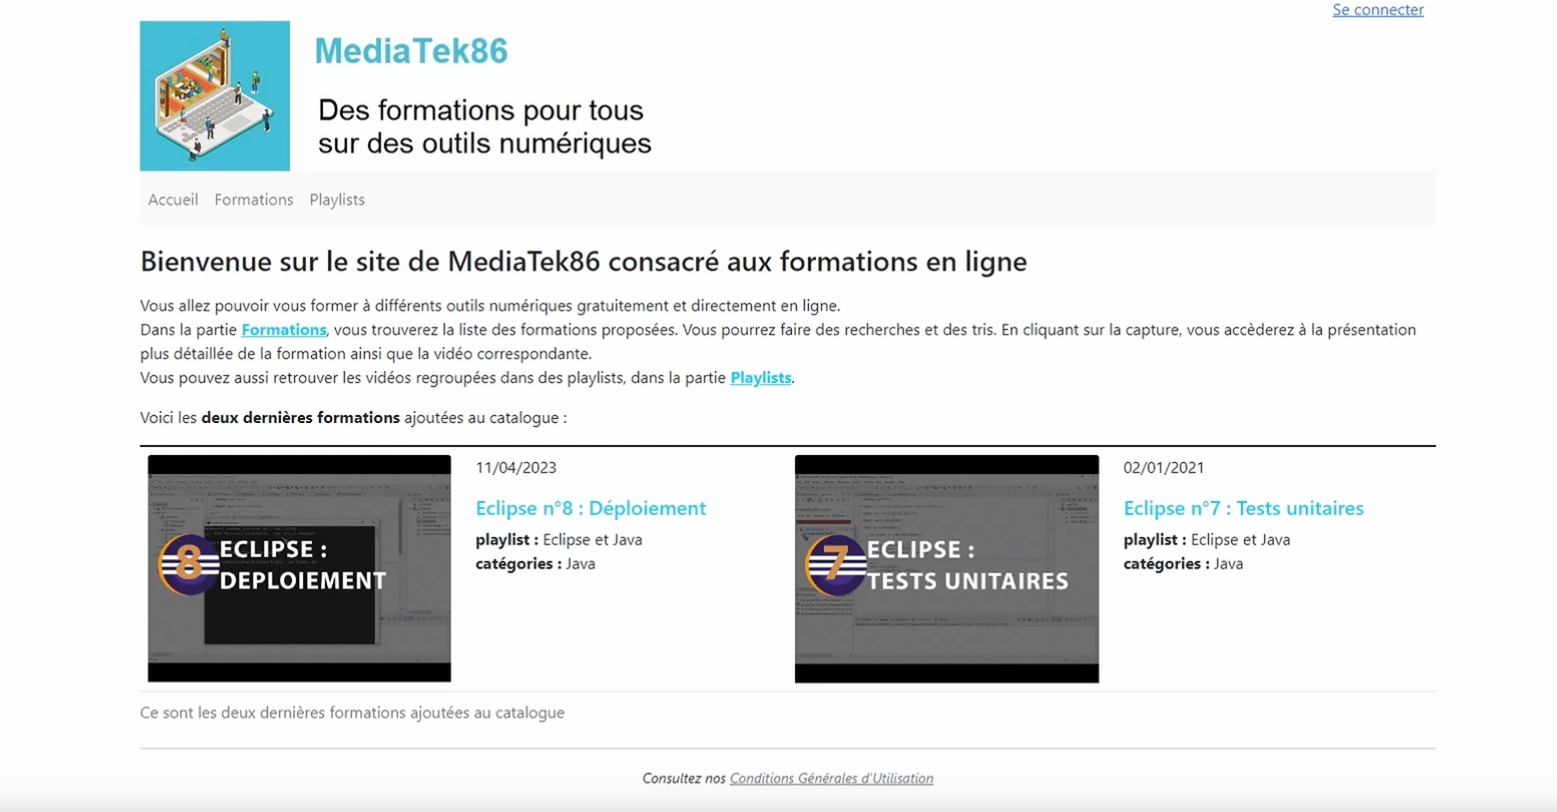 Se connecter
MediaTek86
Des formations pour tous
sur des outils numériques
Accueil Formations Playlists
Bienvenue sur le site de MediaTek86 consacré aux formations en ligne
Vous allez pouvoir vous former à différents outils numériques gratuitement et directement en ligne.
Dans la partie Formations, vous trouverez la liste des formations proposées. Vous pourrez faire des recherches et des tris. En cliquant sur la capture, vous accèderez à la présentation
plus détaillée de la formation ainsi que la vidéo correspondante.
Vous pouvez aussi retrouver les vidéos regroupées dans des playlists, dans la partie Playlists.
Voici les deux dernières formations ajoutées au catalogue :
8 ECLIPSE :
DEPLOIEMENT
11/04/2023
Eclipse n°8 : Déploiement
playlist : Eclipse et Java
catégories : Java
7 ECLIPSE :
TESTS UNITAIRES
02/01/2021
Eclipse n°7 : Tests unitaires
playlist : Eclipse et Java
catégories : Java
Ce sont les deux dernières formations ajoutées au catalogue
Consultez nos Conditions Générales d'Utilisation